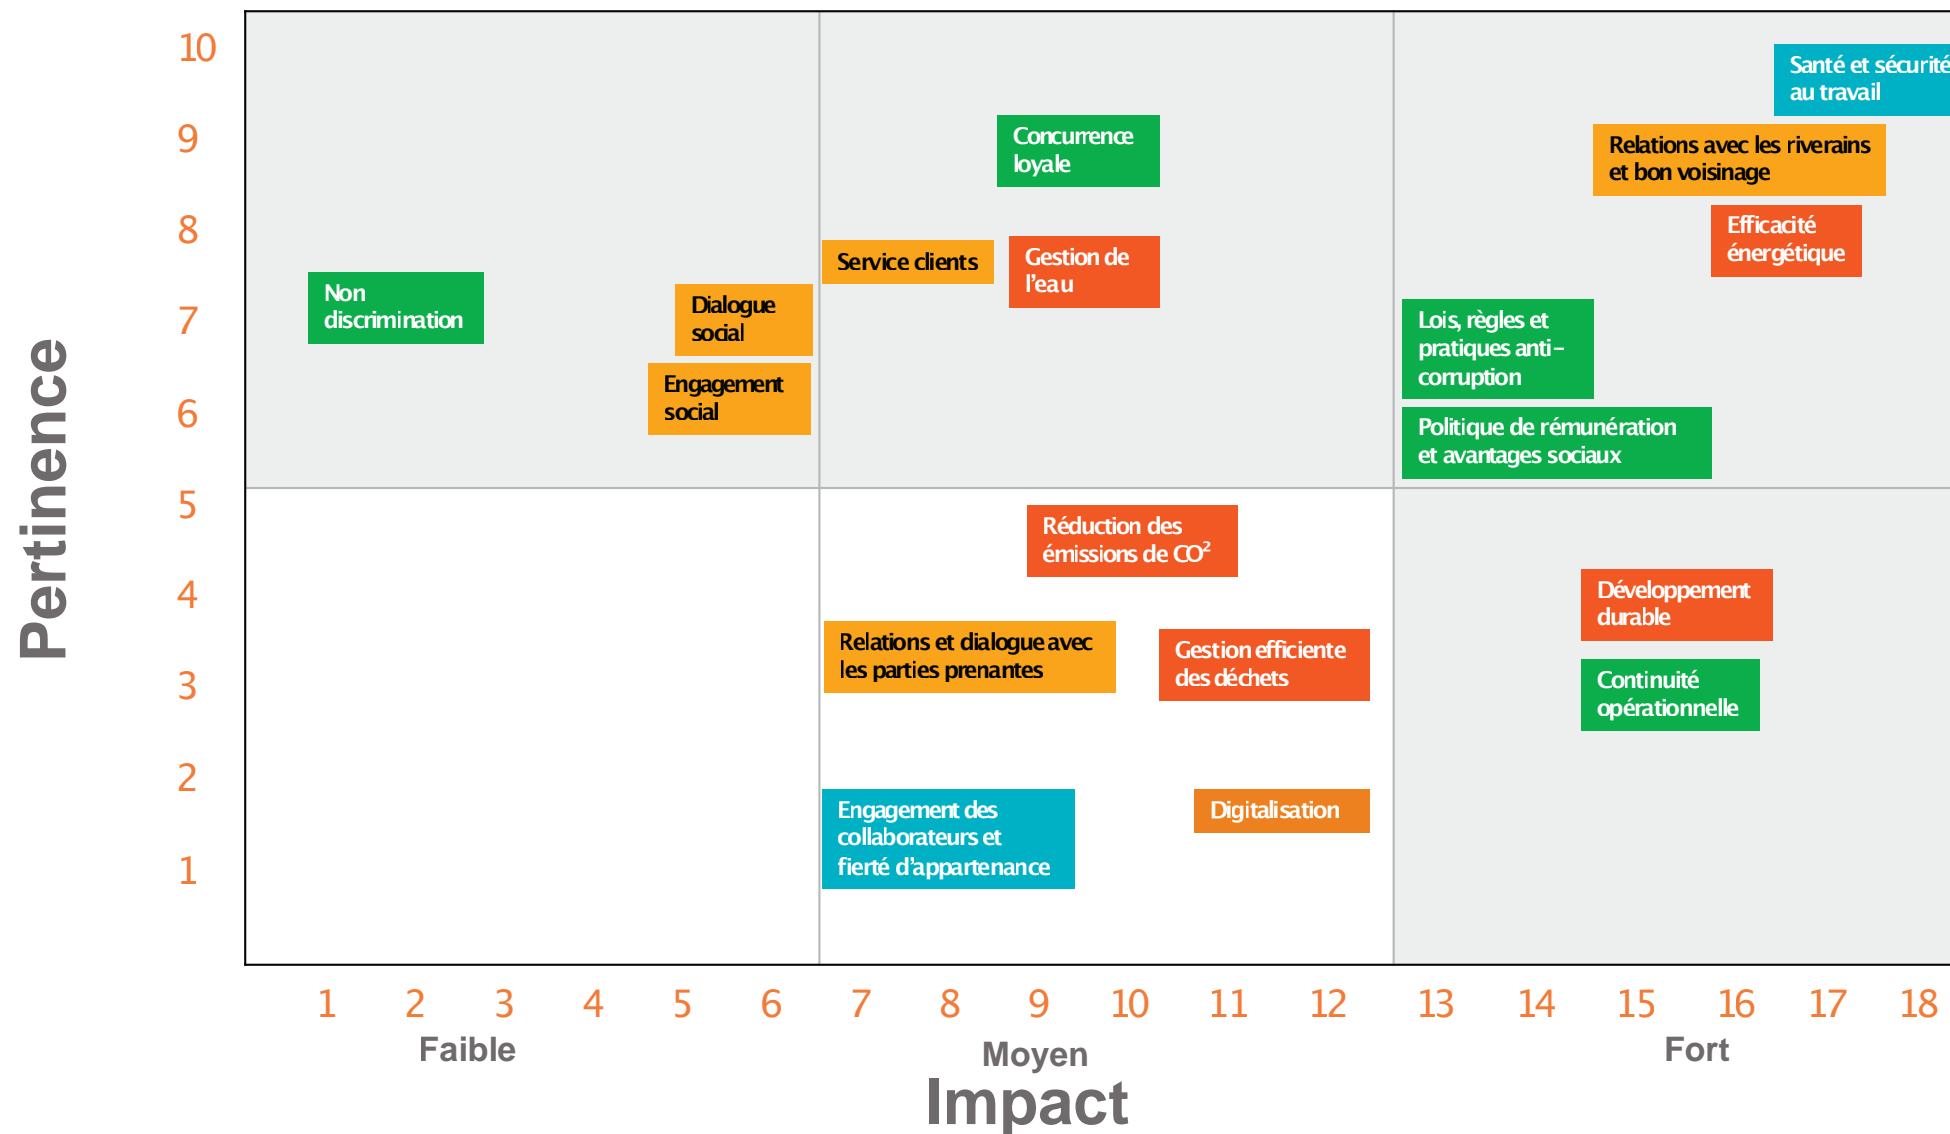 10
Santé et sécurité
au travail
9
Concurrence
loyale
Relations avec les riverains
et bon voisinage
8
Service clients
Gestion de
l'eau
Efficacité
énergétique
7
Non
discrimination
Dialogue
social
Lois, règles et
pratiques anti-
corruption
Pertinence
6
Engagement
social
Politique de rémunération
et avantages sociaux
5
Réduction des
émissions de CO²
4
Développement
durable
3
Relations et dialogue avec
les parties prenantes
Gestion efficiente
des déchets
Continuité
opérationnelle
2
Engagement des
collaborateurs et
fierté d'appartenance
Digitalisation
1
1 2 3 4 5 6 7 8 9 10 11 12 13 14 15 16 17 18
Faible Moyen Fort
Impact